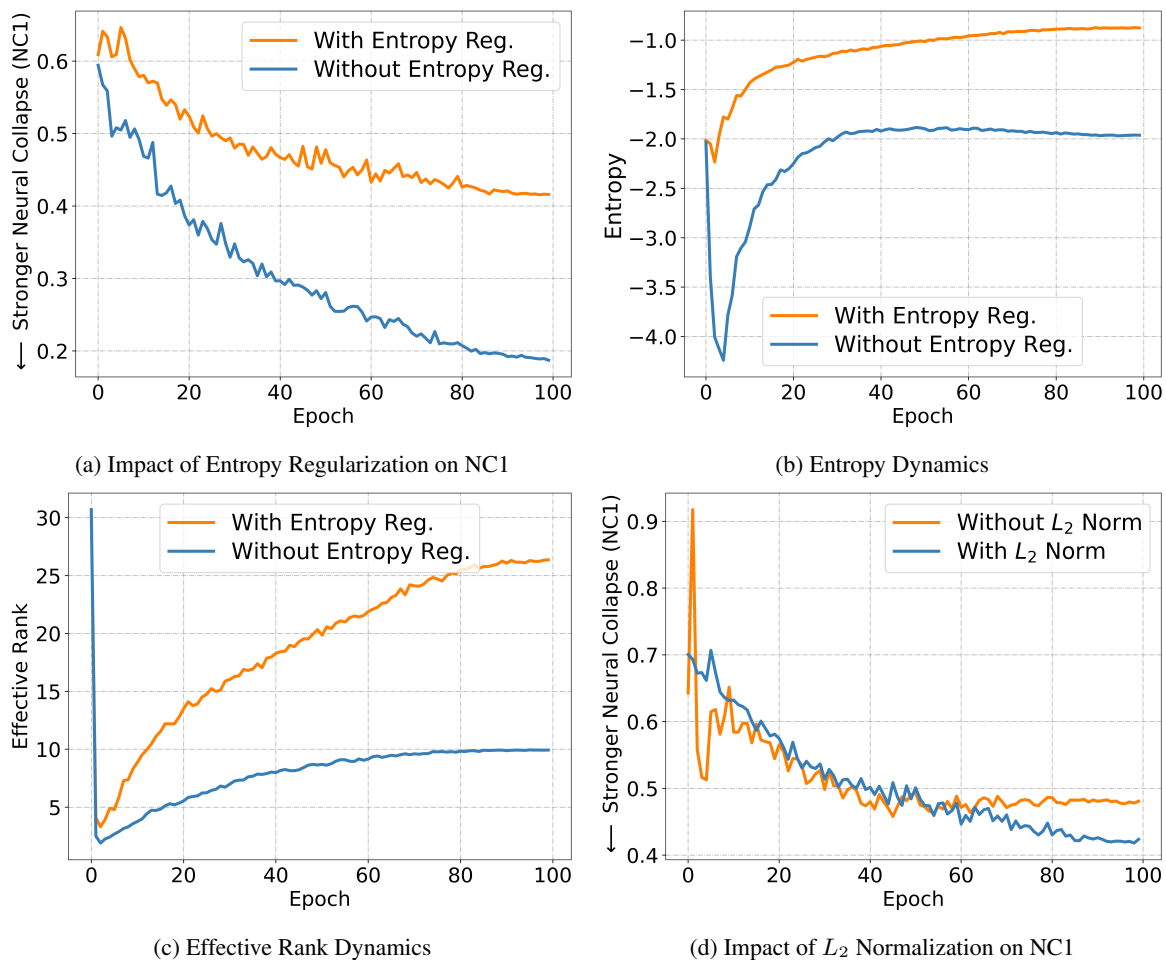 With Entropy Reg.
Without Entropy Reg.
← Stronger Neural Collapse (NC1)
0.6
0.5
0.4
0.3
0.2
0 20 40 60 80 100
Epoch
(a) Impact of Entropy Regularization on NC1
Entropy
−1.0
−1.5
−2.0
−2.5
−3.0
−3.5
−4.0
With Entropy Reg.
Without Entropy Reg.
0 20 40 60 80 100
Epoch
(b) Entropy Dynamics
With Entropy Reg.
Without Entropy Reg.
Effective Rank
30
25
20
15
10
5
0 20 40 60 80 100
Epoch
(c) Effective Rank Dynamics
Without L₂ Norm
With L₂ Norm
← Stronger Neural Collapse (NC1)
0.9
0.8
0.7
0.6
0.5
0.4
0 20 40 60 80 100
Epoch
(d) Impact of L₂ Normalization on NC1